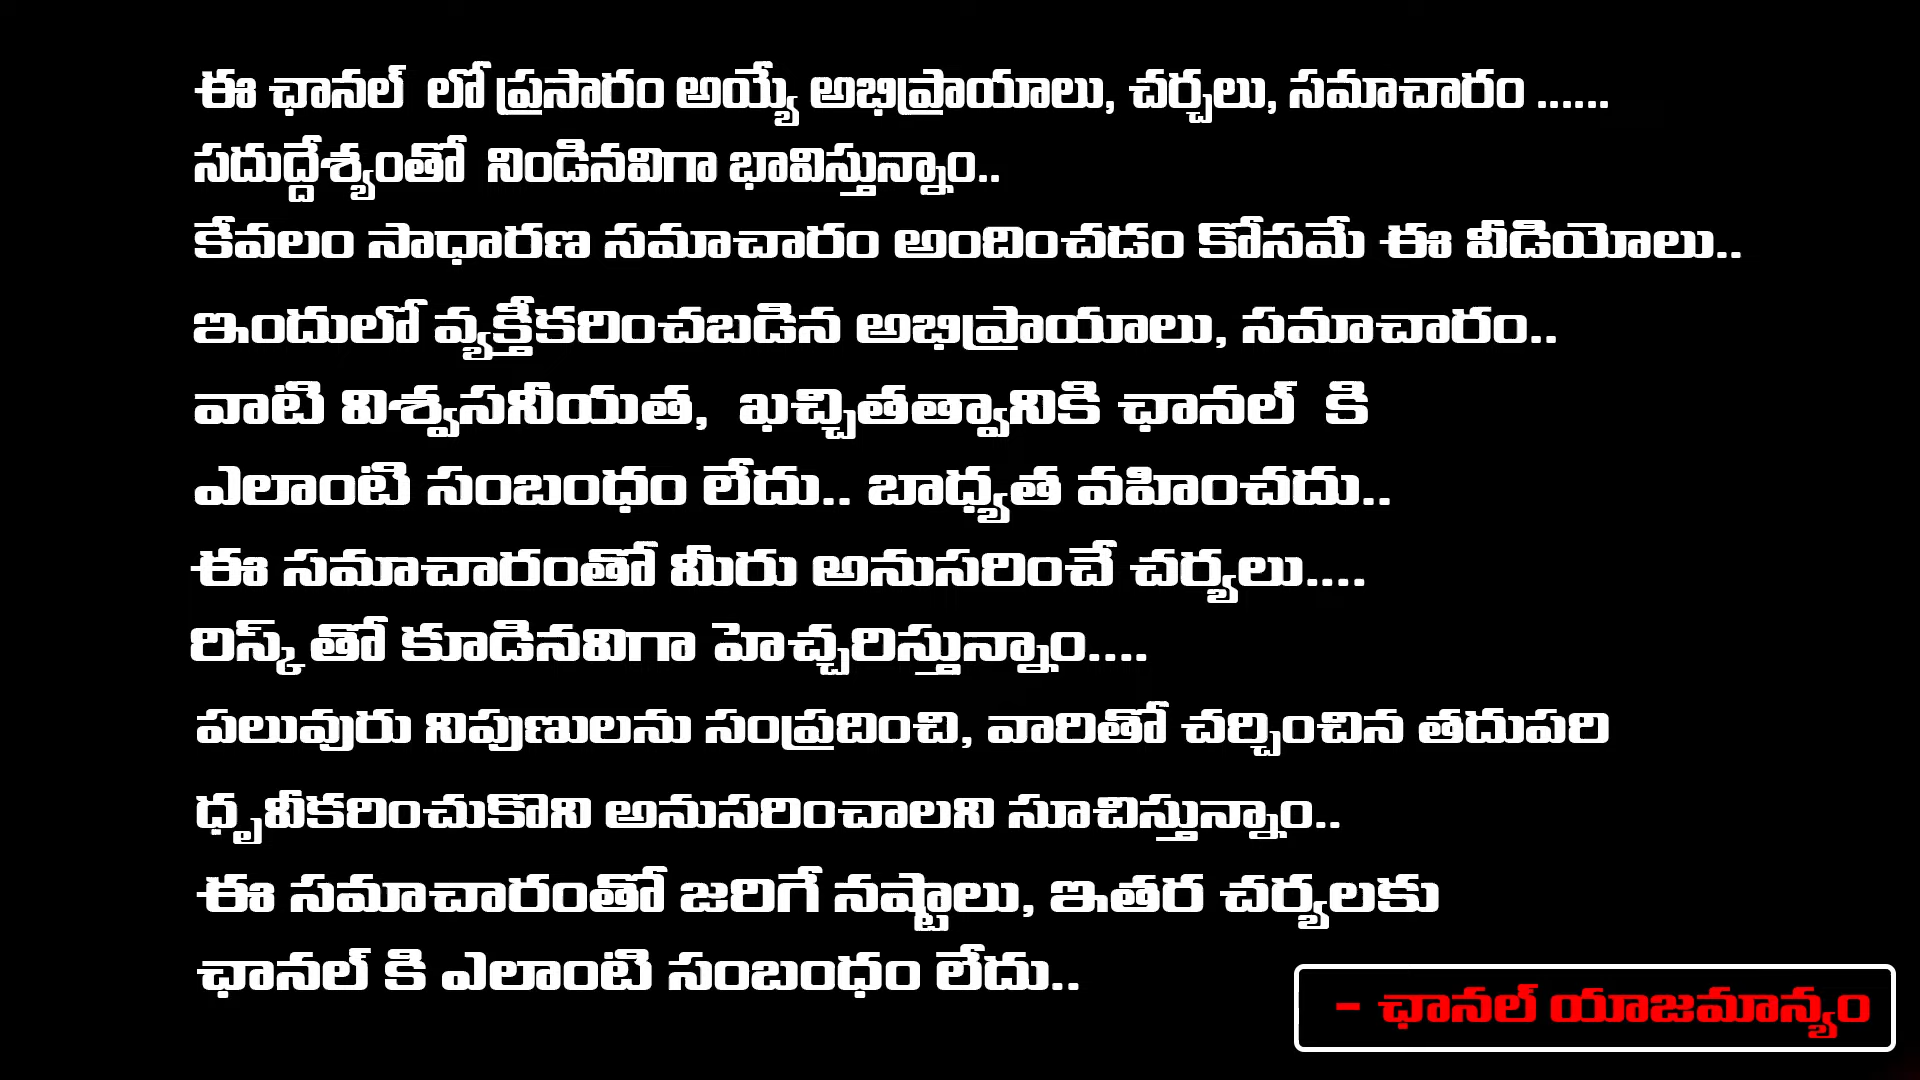 ఈ ఛానల్ లో ప్రసారం అయ్యే అభిప్రాయాలు, చర్చలు, సమాచారం ......
సదుద్దేశ్యంతో నిండినవిగా భావిస్తున్నాం..
కేవలం సాధారణ సమాచారం అందించడం కోసమే ఈ వీడియోలు..
ఇందులో వ్యక్తీకరించబడిన అభిప్రాయాలు, సమాచారం..
వాటి విశ్వసనీయత, ఖచ్చితత్వానికి ఛానల్ కి
ఎలాంటి సంబంధం లేదు.. బాధ్యత వహించదు..
ఈ సమాచారంతో మీరు అనుసరించే చర్యలు....
రిస్క్ తో కూడినవిగా హెచ్చరిస్తున్నాం....
పలువురు నిపుణులను సంప్రదించి, వారితో చర్చించిన తదుపరి
ధృవీకరించుకొని అనుసరించాలని సూచిస్తున్నాం..
ఈ సమాచారంతో జరిగే నష్టాలు, ఇతర చర్యలకు
ఛానల్ కి ఎలాంటి సంబంధం లేదు..
- ఛానల్ యాజమాన్యం